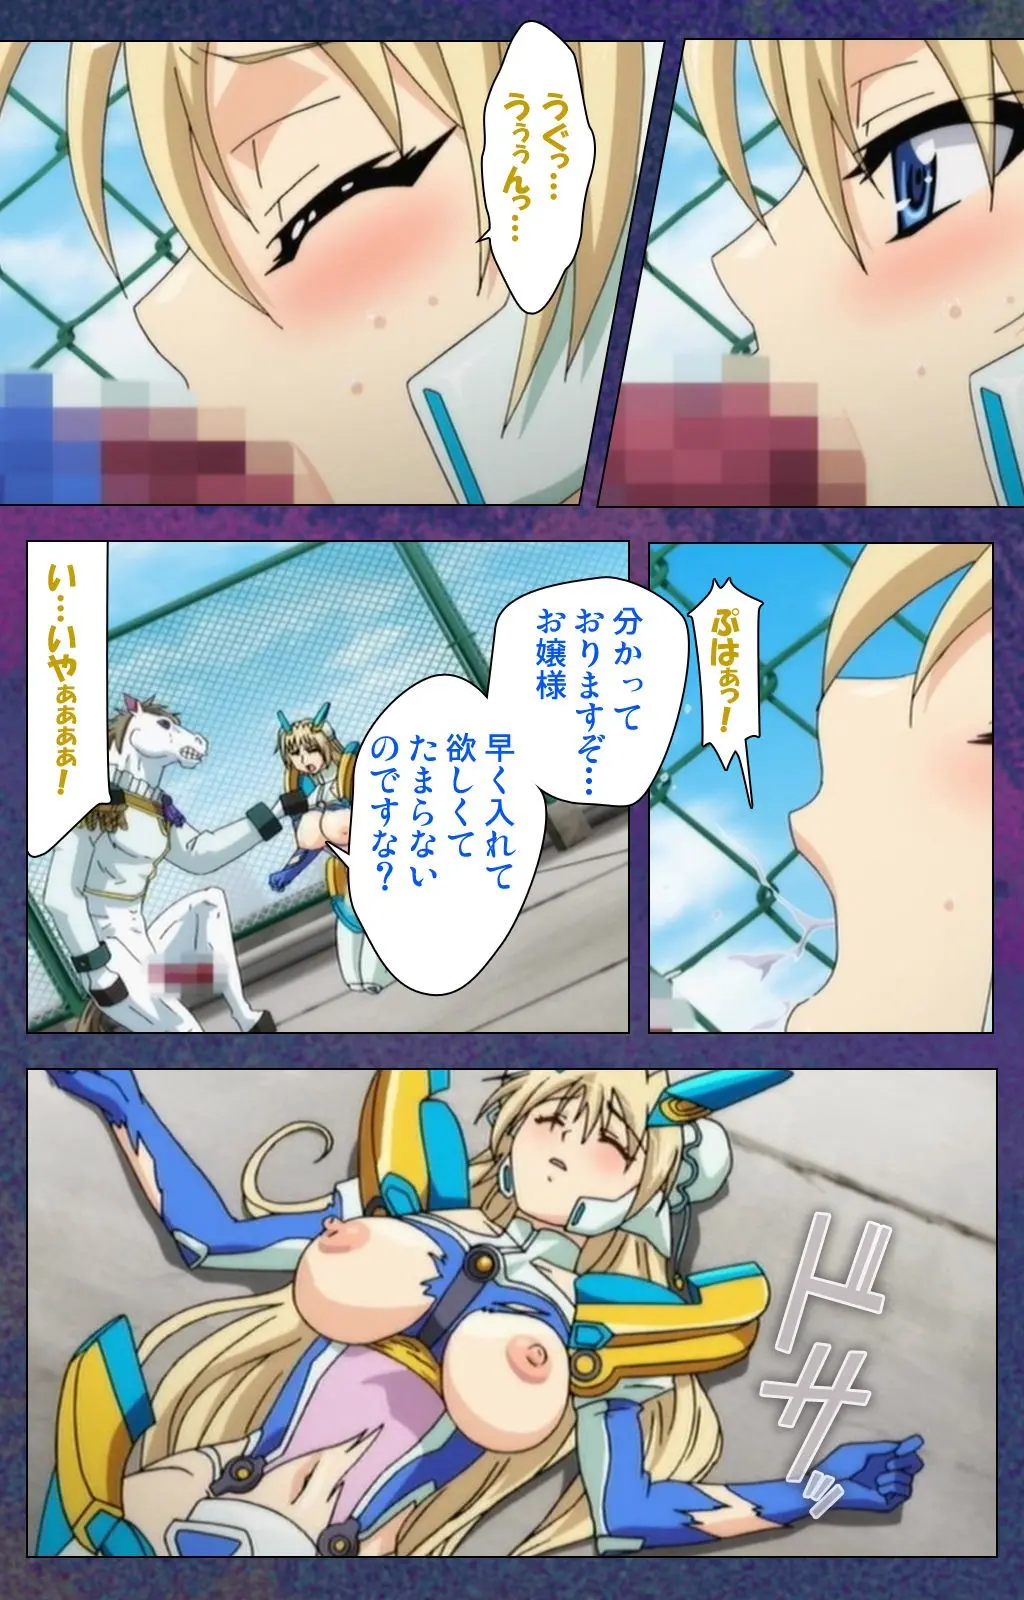 うぐっ…
うぅぅんっ…
ぷはぁっ！
分かって
おりますぞ…
お嬢様
早く入れて
欲しくて
たまらない
のですな？
い…いやぁぁぁぁ！
ドサッ